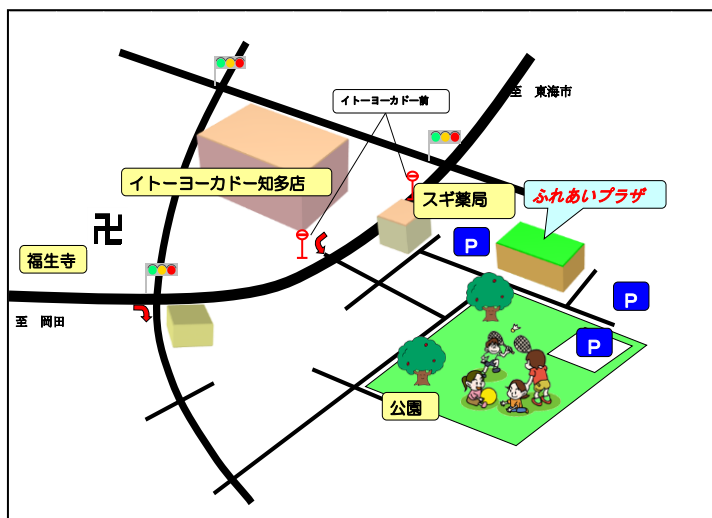 イトーヨーカドー前
至　東海市
イトーヨーカドー知多店
スギ薬局
ふれあいプラザ
卍
P
福生寺
P
至　岡田
P
公園